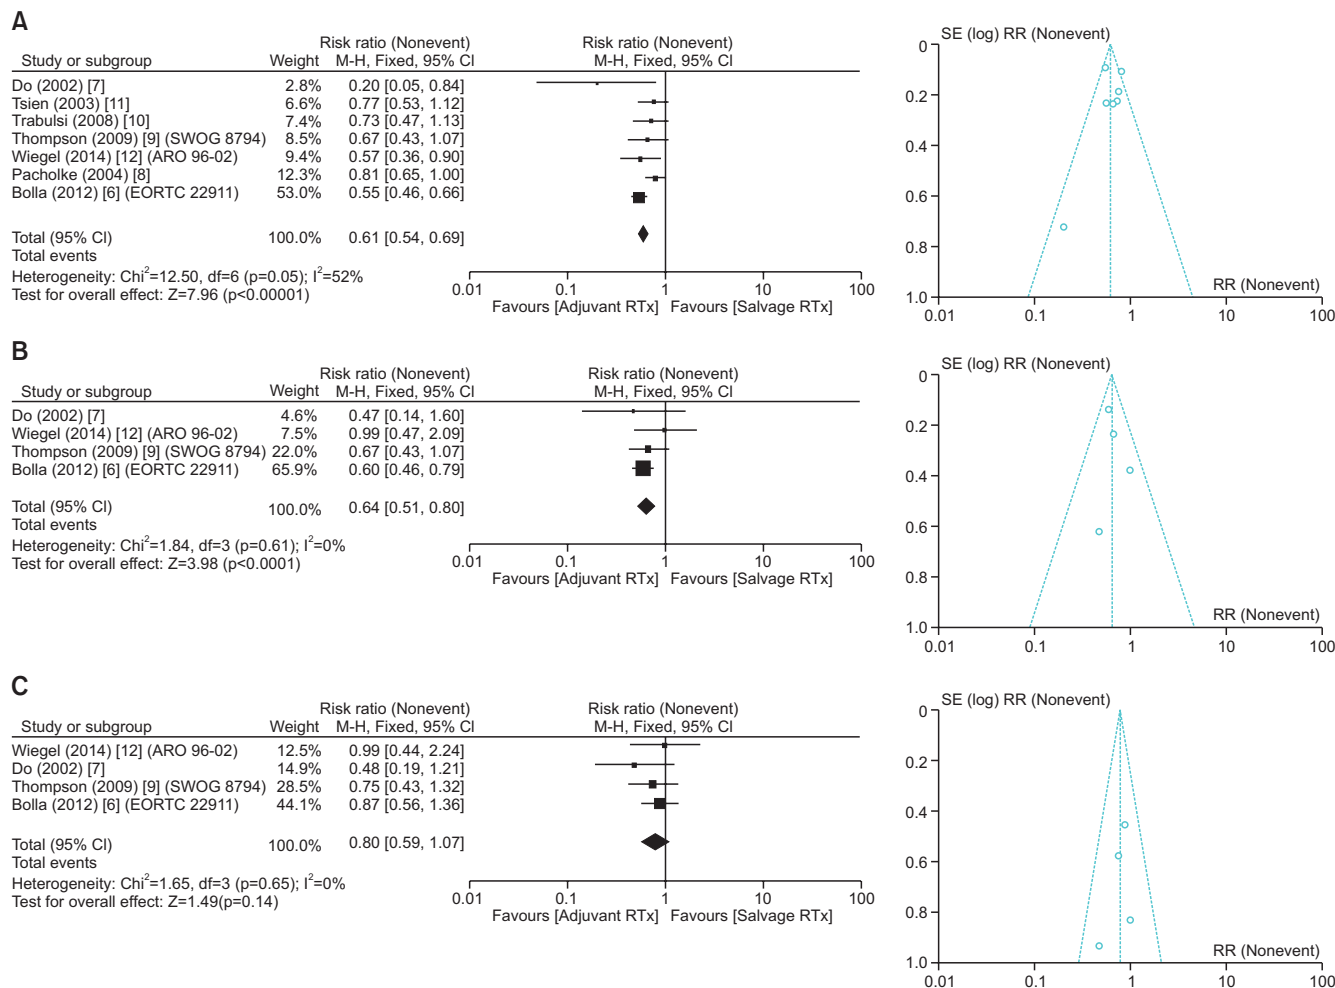 A
Risk ratio (Nonevent) Risk ratio (Nonevent)
Study or subgroup Weight M-H, Fixed, 95% CI M-H, Fixed, 95% CI
Do (2002) [7] 2.8% 0.20 [0.05, 0.84]
Tsien (2003) [11] 6.6% 0.77 [0.53, 1.12]
Trabulsi (2008) [10] 7.4% 0.73 [0.47, 1.13]
Thompson (2009) [9] (SWOG 8794) 8.5% 0.67 [0.43, 1.07]
Wiegel (2014) [12] (ARO 96-02) 9.4% 0.57 [0.36, 0.90]
Pacholke (2004) [8] 12.3% 0.81 [0.65, 1.00]
Bolla (2012) [6] (EORTC 22911) 53.0% 0.55 [0.46, 0.66]
Total (95% CI) 100.0% 0.61 [0.54, 0.69]
Total events
Heterogeneity: Chi²=12.50, df=6 (p=0.05); I²=52%
Test for overall effect: Z=7.96 (p<0.00001)
0.01 0.1 1 10 100
Favours [Adjuvant RTx] Favours [Salvage RTx]
SE (log) RR (Nonevent)
0
0.2
0.4
0.6
0.8
1.0
RR (Nonevent)
0.01 0.1 1 10 100
B
Risk ratio (Nonevent) Risk ratio (Nonevent)
Study or subgroup Weight M-H, Fixed, 95% CI M-H, Fixed, 95% CI
Do (2002) [7] 4.6% 0.47 [0.14, 1.60]
Wiegel (2014) [12] (ARO 96-02) 7.5% 0.99 [0.47, 2.09]
Thompson (2009) [9] (SWOG 8794) 22.0% 0.67 [0.43, 1.07]
Bolla (2012) [6] (EORTC 22911) 65.9% 0.60 [0.46, 0.79]
Total (95% CI) 100.0% 0.64 [0.51, 0.80]
Total events
Heterogeneity: Chi²=1.84, df=3 (p=0.61); I²=0%
Test for overall effect: Z=3.98 (p<0.0001)
0.01 0.1 1 10 100
Favours [Adjuvant RTx] Favours [Salvage RTx]
SE (log) RR (Nonevent)
0
0.2
0.4
0.6
0.8
1.0
RR (Nonevent)
0.01 0.1 1 10 100
C
Risk ratio (Nonevent) Risk ratio (Nonevent)
Study or subgroup Weight M-H, Fixed, 95% CI M-H, Fixed, 95% CI
Wiegel (2014) [12] (ARO 96-02) 12.5% 0.99 [0.44, 2.24]
Do (2002) [7] 14.9% 0.48 [0.19, 1.21]
Thompson (2009) [9] (SWOG 8794) 28.5% 0.75 [0.43, 1.32]
Bolla (2012) [6] (EORTC 22911) 44.1% 0.87 [0.56, 1.36]
Total (95% CI) 100.0% 0.80 [0.59, 1.07]
Total events
Heterogeneity: Chi²=1.65, df=3 (p=0.65); I²=0%
Test for overall effect: Z=1.49(p=0.14)
0.01 0.1 1 10 100
Favours [Adjuvant RTx] Favours [Salvage RTx]
SE (log) RR (Nonevent)
0
0.2
0.4
0.6
0.8
1.0
RR (Nonevent)
0.01 0.1 1 10 100